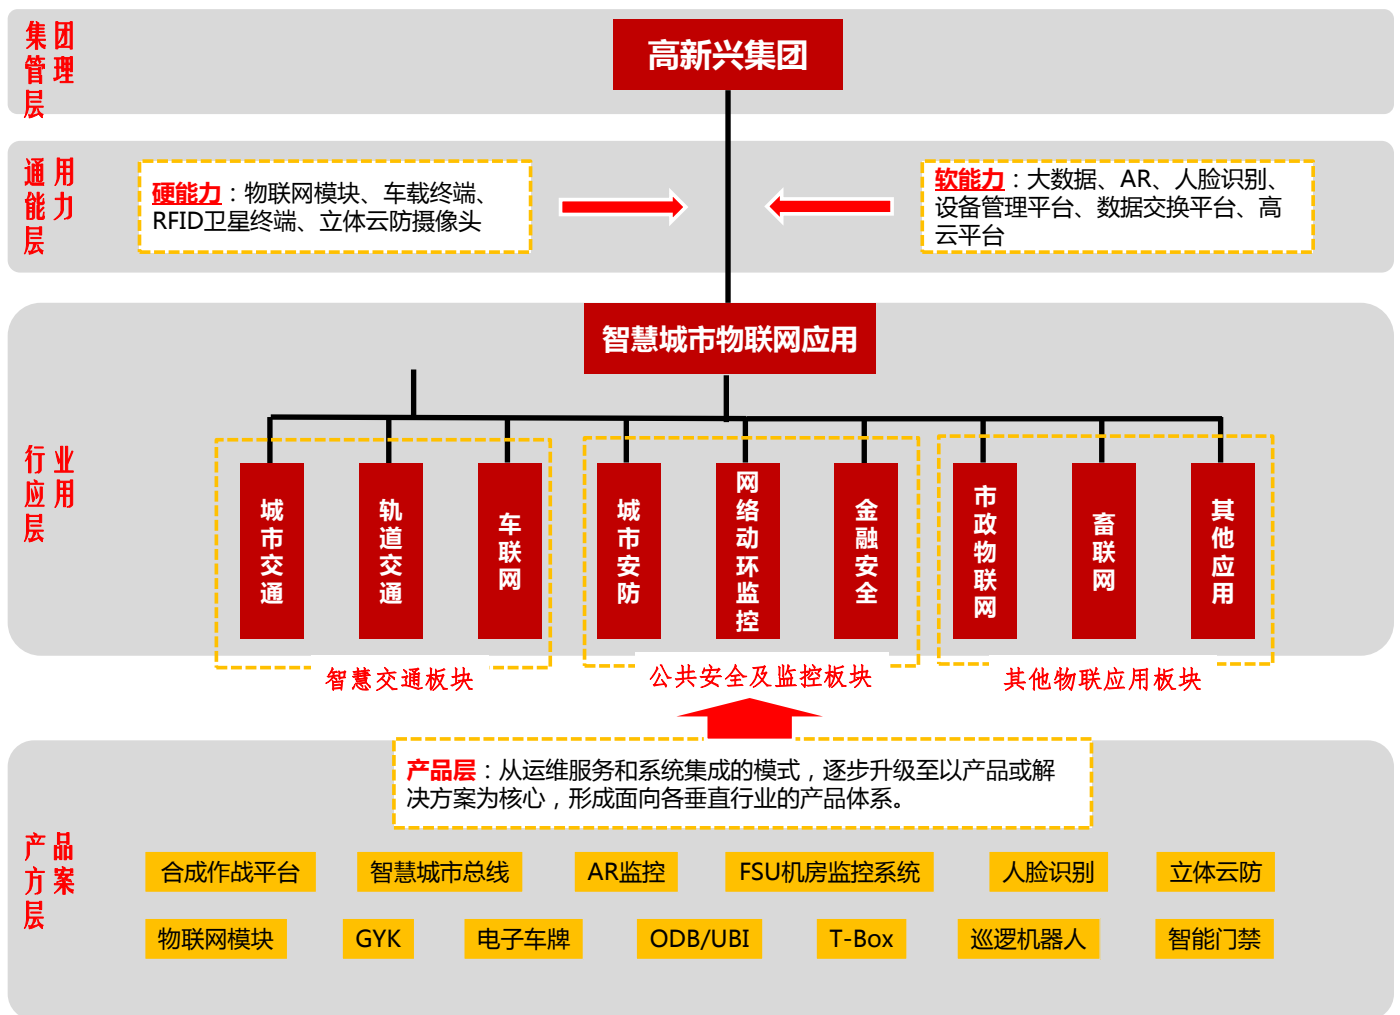 集团
管理
层
高新兴集团
通用
能力
层
硬能力：物联网模块、车载终端、
RFID卫星终端、立体云防摄像头
软能力：大数据、AR、人脸识别、
设备管理平台、数据交换平台、高
云平台
智慧城市物联网应用
行业
应用
层
城市交通
轨道交通
车联网
城市安防
网络动环监控
金融安全
市政物联网
畜联网
其他应用
智慧交通板块
公共安全及监控板块
其他物联应用板块
产品层：从运维服务和系统集成的模式，逐步升级至以产品或解
决方案为核心，形成面向各垂直行业的产品体系。
产品
方案
层
合成作战平台
智慧城市总线
AR监控
FSU机房监控系统
人脸识别
立体云防
物联网模块
GYK
电子车牌
ODB/UBI
T-Box
巡逻机器人
智能门禁